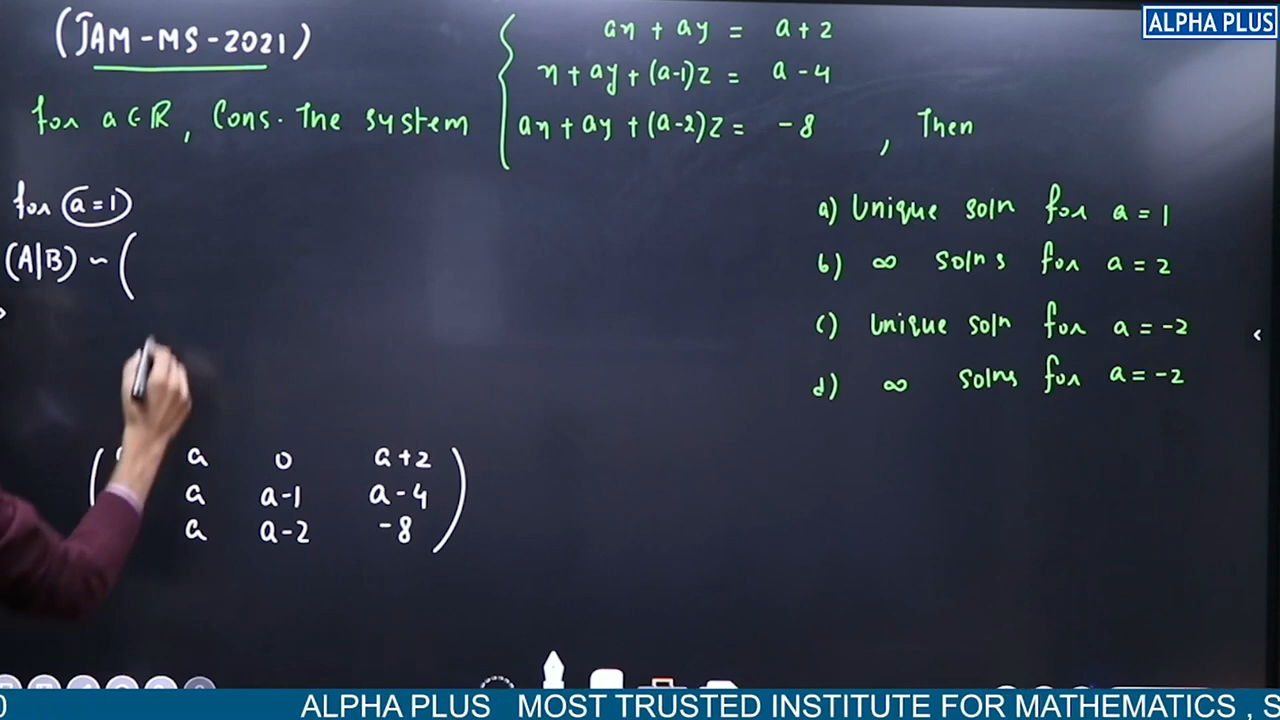 ALPHA PLUS
(JAM-MS-2021)
ax + ay = a+2
x + ay + (a-1)z = a-4
ax + ay + (a-2)z = -8
for a∈R, Cons. The system , Then
for a=1
(A|B) ~ (
a) Unique soln for a = 1
b) ∞ solns for a = 2
c) Unique soln for a = -2
d) ∞ solns for a = -2
a 0 a+2
a a-1 a-4
a a-2 -8
0 ALPHA PLUS MOST TRUSTED INSTITUTE FOR MATHEMATICS , S